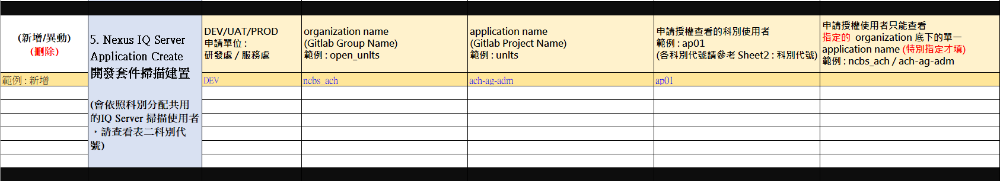 (新增/異動)
(刪除)
5. Nexus IQ Server
Application Create
開發套件掃描建置
(會依照科別分配共用
的IQ Server 掃描使用者
，請查看表二科別代
號)
DEV/UAT/PROD
申請單位 :
研發處 / 服務處
organization name
(Gitlab Group Name)
範例 : open_unlts
application name
(Gitlab Project Name)
範例 : unlts
申請授權查看的科別使用者
範例 : ap01
(各科別代號請參考 Sheet2 : 科別代號)
申請授權使用者只能查看
指定的 organization 底下的單一
application name (特別指定才填)
範例 : ncbs_ach / ach-ag-adm
範例 : 新增
DEV
ncbs_ach
ach-ag-adm
ap01